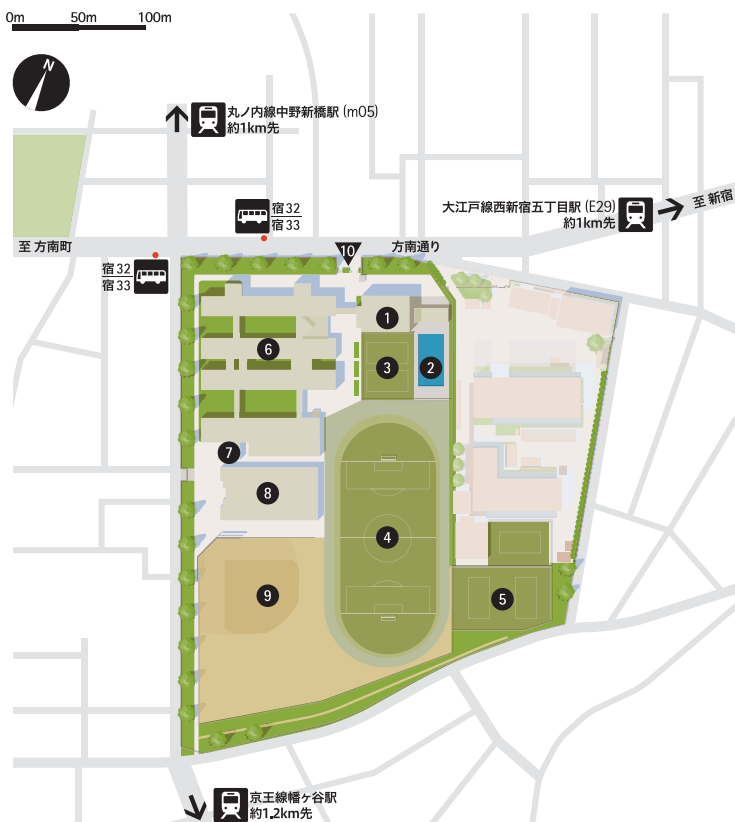 0m 50m 100m
N
丸ノ内線中野新橋駅 (m05)
約1km先
宿32
宿33
大江戸線西新宿五丁目駅 (E29)
約1km先
至 新宿
至 方南町
方南通り
10
宿32
宿33
1
6
3
2
7
8
4
9
5
京王線幡ヶ谷駅
約1.2km先